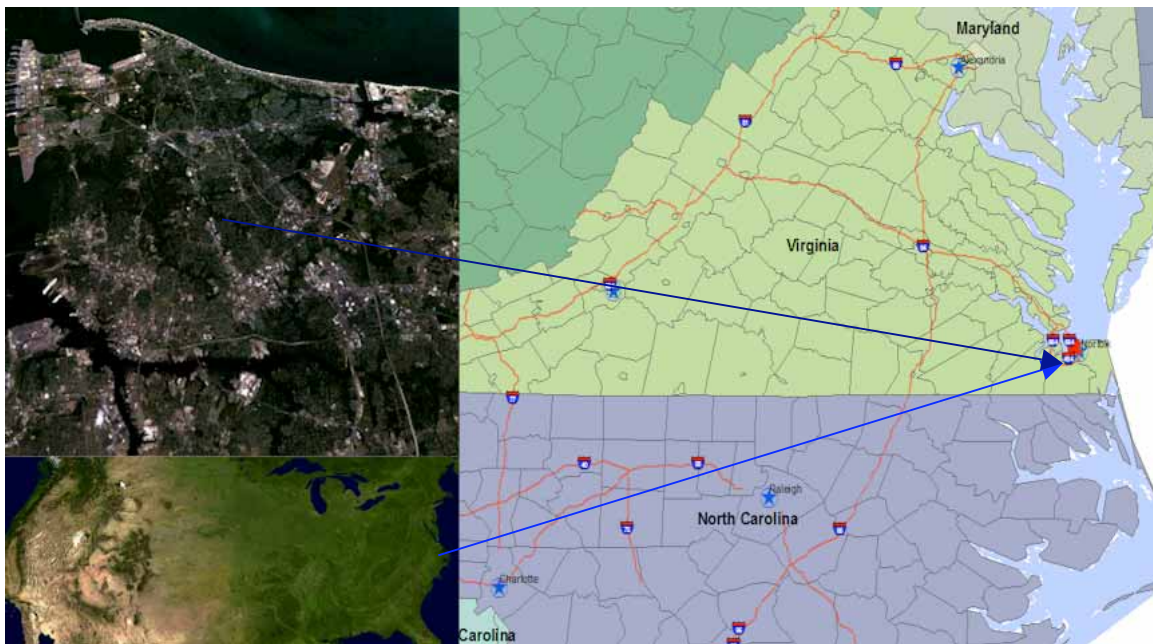 Maryland
Alexandria
Virginia
Norfolk
Raleigh
North Carolina
Charlotte
Carolina